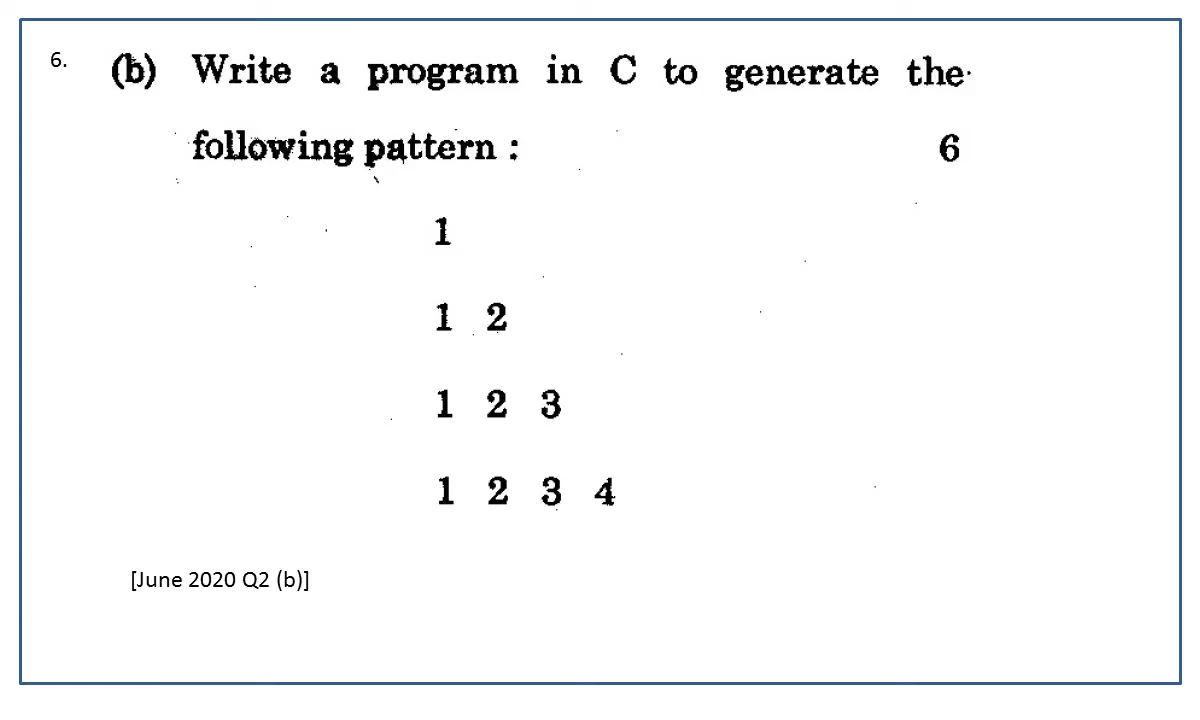 6. (b) Write a program in C to generate the
following pattern : 6
1
1 2
1 2 3
1 2 3 4
[June 2020 Q2 (b)]